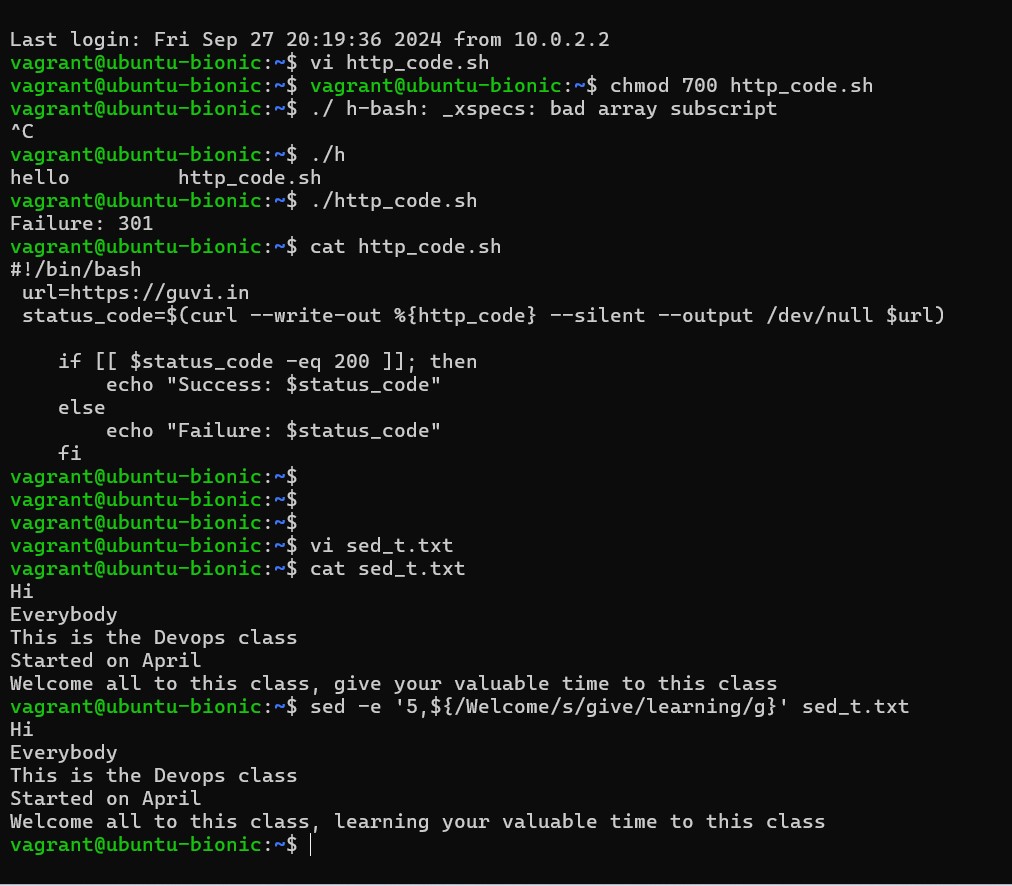 Last login: Fri Sep 27 20:19:36 2024 from 10.0.2.2
vagrant@ubuntu-bionic:~$ vi http_code.sh
vagrant@ubuntu-bionic:~$ vagrant@ubuntu-bionic:~$ chmod 700 http_code.sh
vagrant@ubuntu-bionic:~$ ./ h-bash: _xspecs: bad array subscript
^C
vagrant@ubuntu-bionic:~$ ./h
hello         http_code.sh
vagrant@ubuntu-bionic:~$ ./http_code.sh
Failure: 301
vagrant@ubuntu-bionic:~$ cat http_code.sh
#!/bin/bash
 url=https://guvi.in
 status_code=$(curl --write-out %{http_code} --silent --output /dev/null $url)

    if [[ $status_code -eq 200 ]]; then
        echo "Success: $status_code"
    else
        echo "Failure: $status_code"
    fi
vagrant@ubuntu-bionic:~$
vagrant@ubuntu-bionic:~$
vagrant@ubuntu-bionic:~$
vagrant@ubuntu-bionic:~$ vi sed_t.txt
vagrant@ubuntu-bionic:~$ cat sed_t.txt
Hi
Everybody
This is the Devops class
Started on April
Welcome all to this class, give your valuable time to this class
vagrant@ubuntu-bionic:~$ sed -e '5,${/Welcome/s/give/learning/g}' sed_t.txt
Hi
Everybody
This is the Devops class
Started on April
Welcome all to this class, learning your valuable time to this class
vagrant@ubuntu-bionic:~$